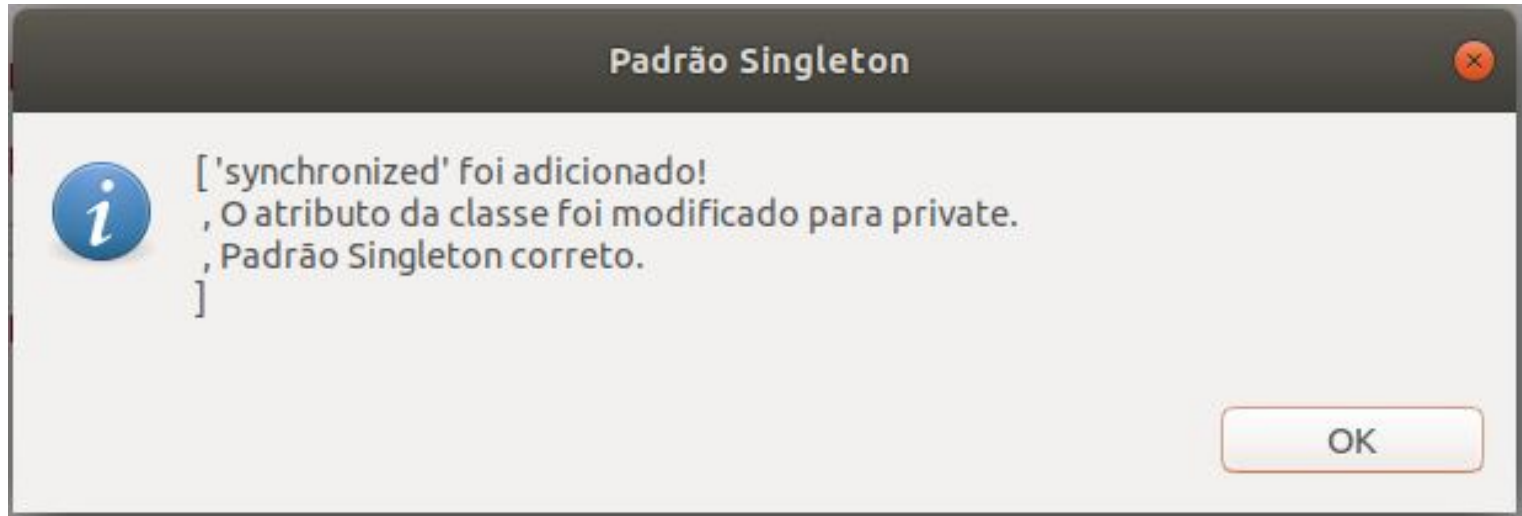 Padrão Singleton
[ 'synchronized' foi adicionado!
, O atributo da classe foi modificado para private.
, Padrão Singleton correto.
]
OK